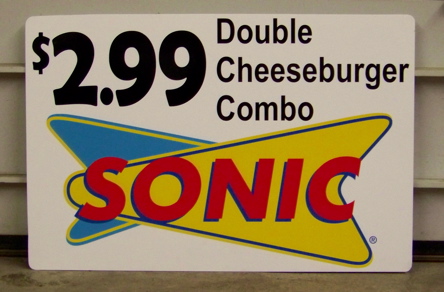 $2.99
Double
Cheeseburger
Combo
SONIC
®